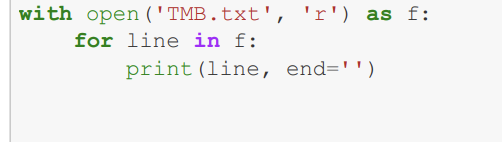 with open('TMB.txt', 'r') as f:
    for line in f:
        print(line, end='')